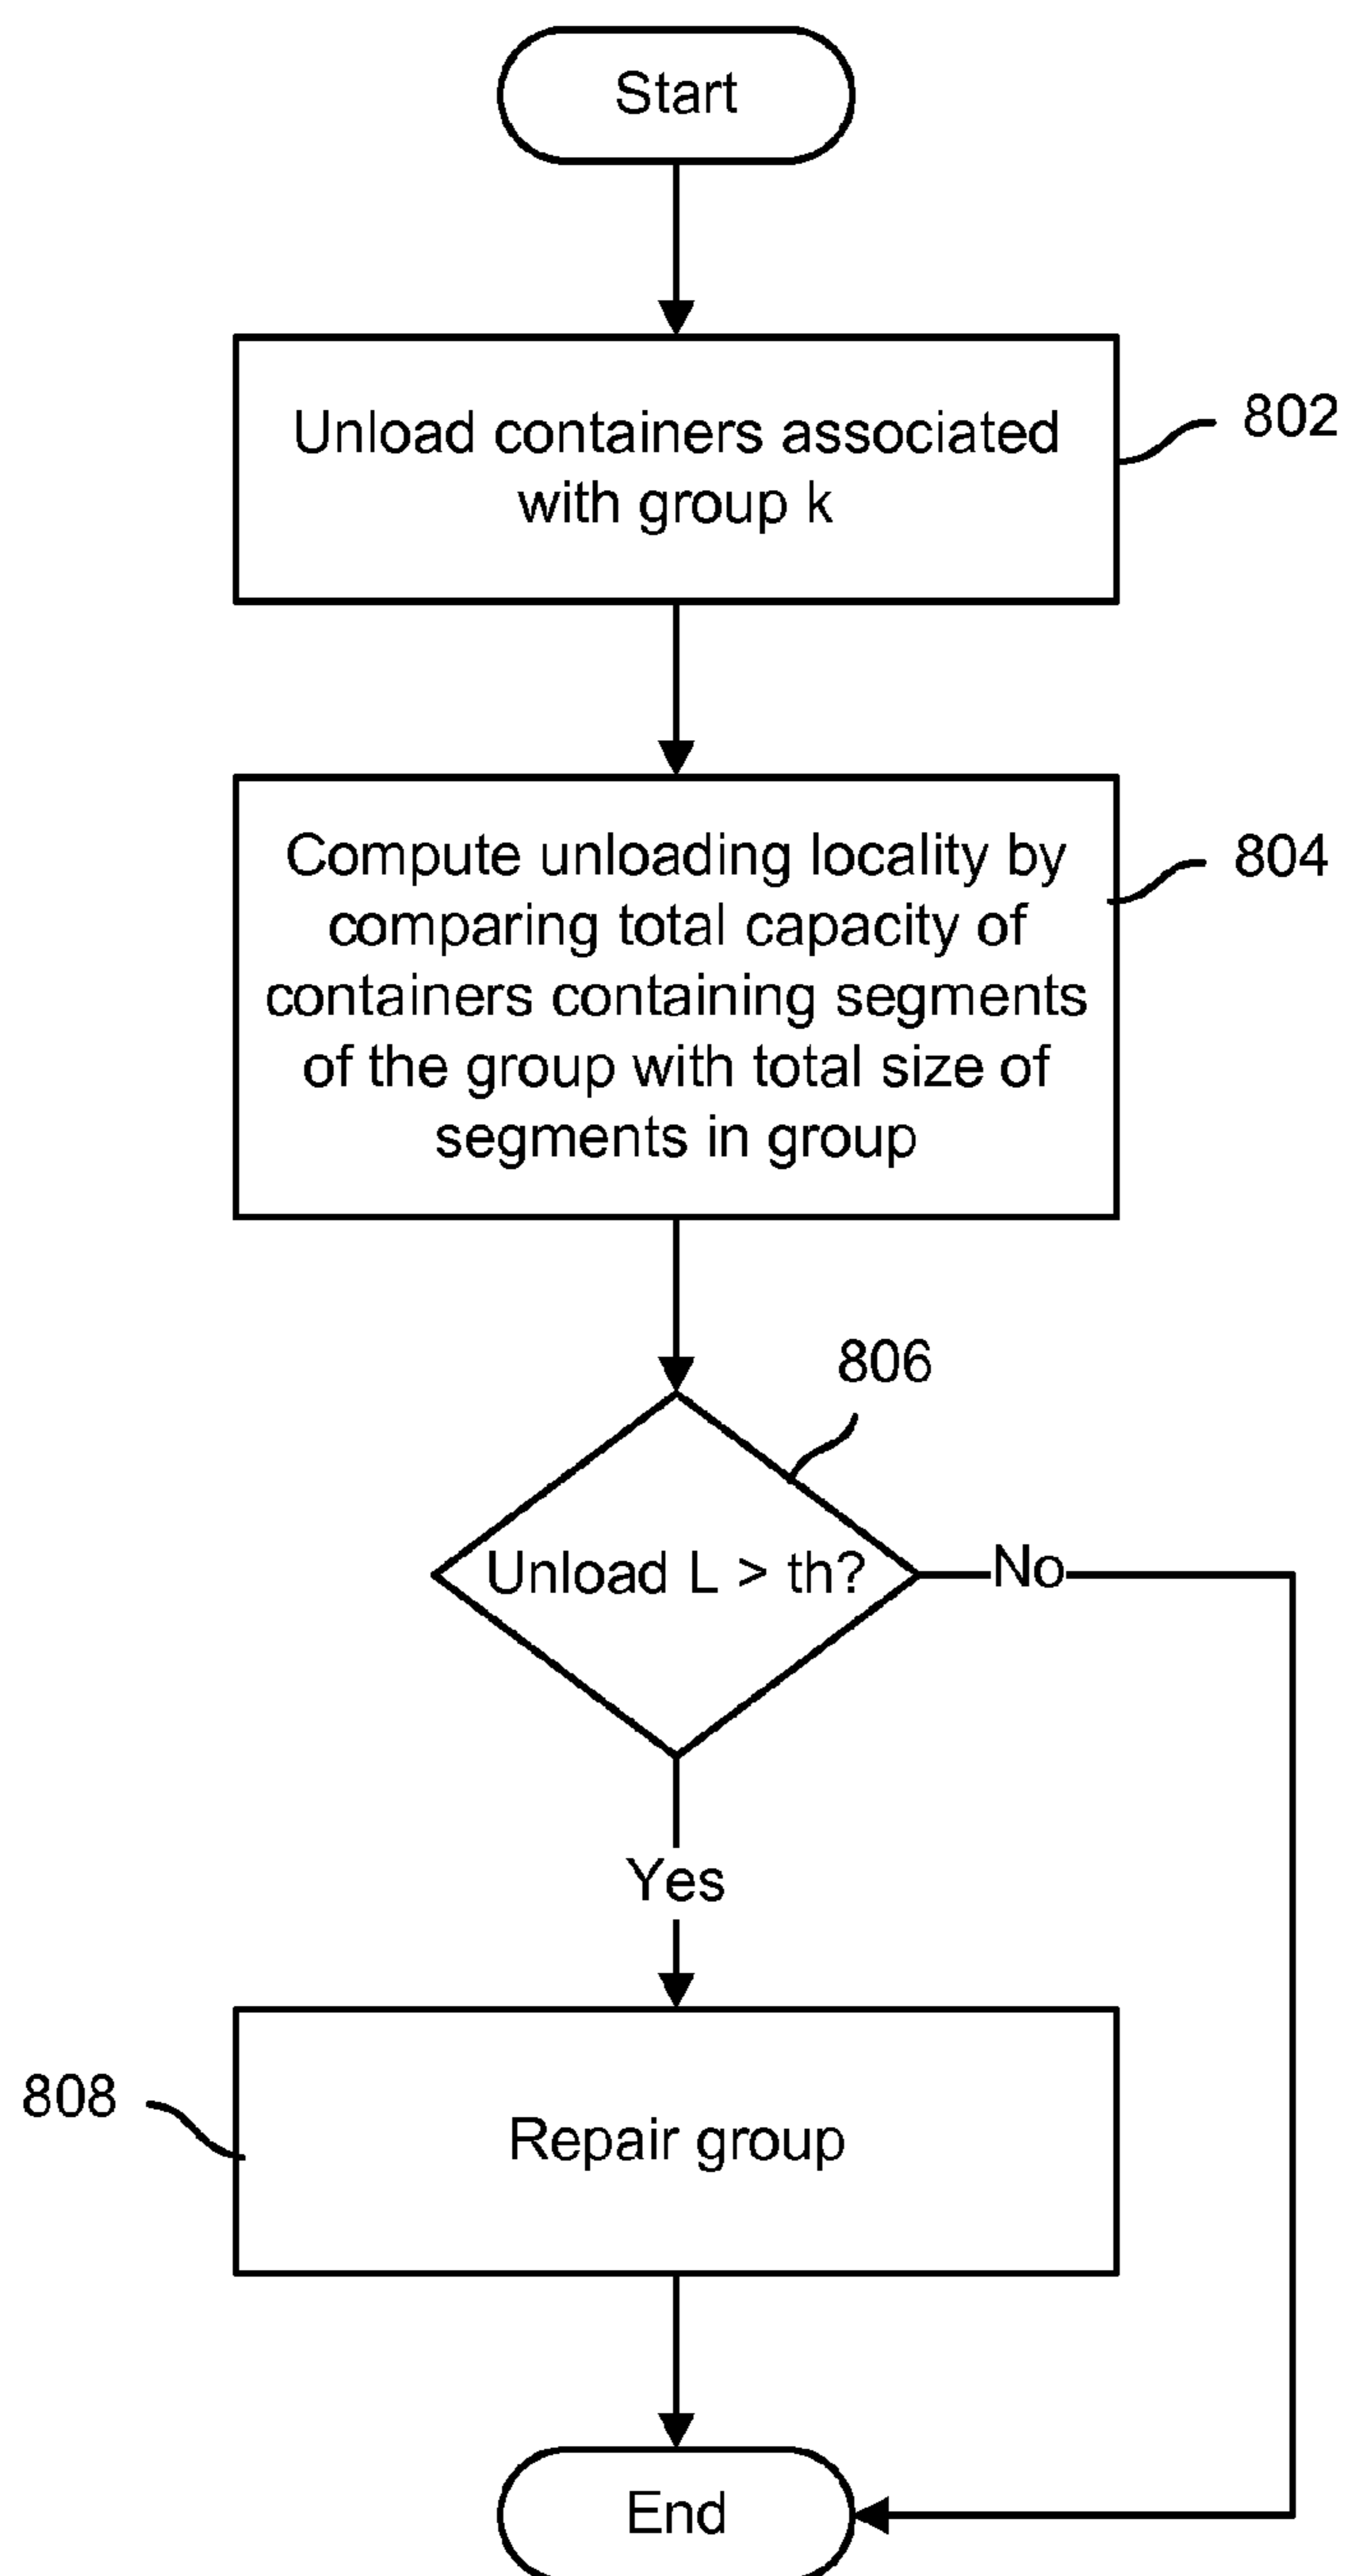 Start
Unload containers associated
with group k
802
Compute unloading locality by
comparing total capacity of
containers containing segments
of the group with total size of
segments in group
804
806
Unload L > th?
No
Yes
808
Repair group
End